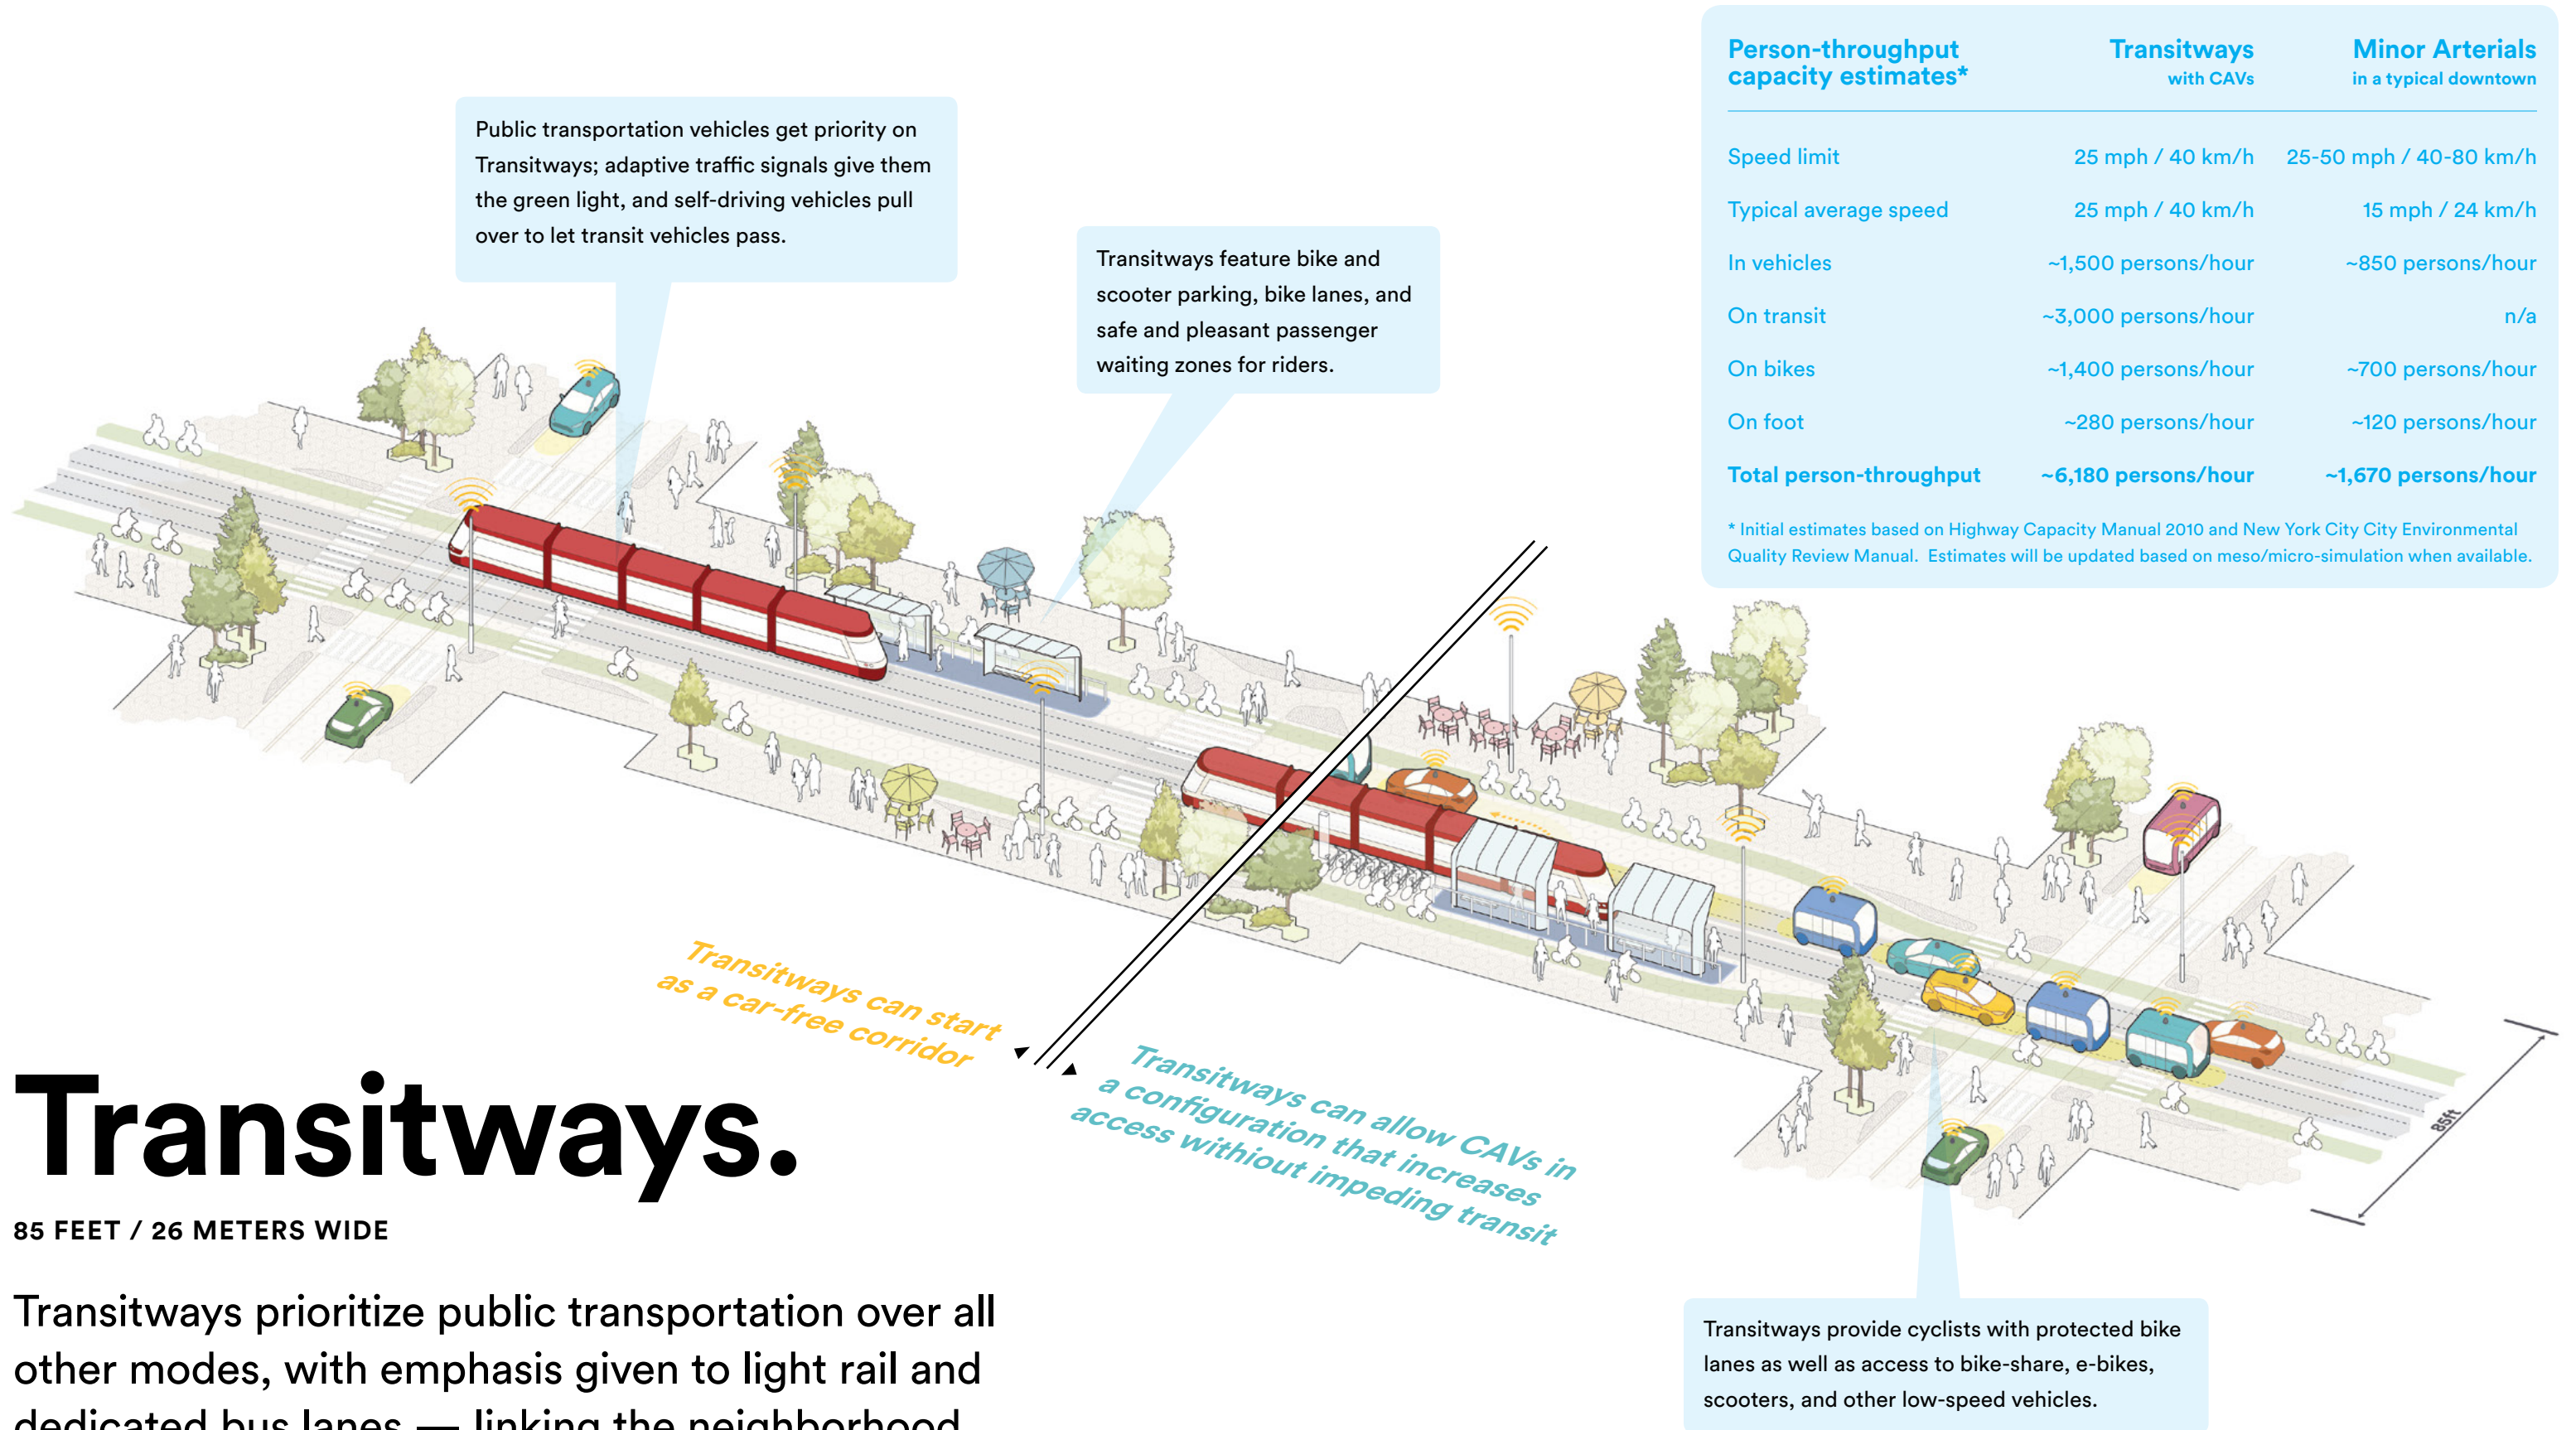 Person-throughput capacity estimates*
Transitways with CAVs
Minor Arterials in a typical downtown
Speed limit 25 mph / 40 km/h 25-50 mph / 40-80 km/h
Typical average speed 25 mph / 40 km/h 15 mph / 24 km/h
In vehicles ~1,500 persons/hour ~850 persons/hour
On transit ~3,000 persons/hour n/a
On bikes ~1,400 persons/hour ~700 persons/hour
On foot ~280 persons/hour ~120 persons/hour
Total person-throughput ~6,180 persons/hour ~1,670 persons/hour
* Initial estimates based on Highway Capacity Manual 2010 and New York City City Environmental
Quality Review Manual. Estimates will be updated based on meso/micro-simulation when available.
Public transportation vehicles get priority on
Transitways; adaptive traffic signals give them
the green light, and self-driving vehicles pull
over to let transit vehicles pass.
Transitways feature bike and
scooter parking, bike lanes, and
safe and pleasant passenger
waiting zones for riders.
Transitways can start
as a car-free corridor
Transitways can allow CAVs in
a configuration that increases
access withiout impeding transit
85ft
Transitways.
85 FEET / 26 METERS WIDE
Transitways prioritize public transportation over all
other modes, with emphasis given to light rail and
dedicated bus lanes — linking the neighborhood
Transitways provide cyclists with protected bike
lanes as well as access to bike-share, e-bikes,
scooters, and other low-speed vehicles.